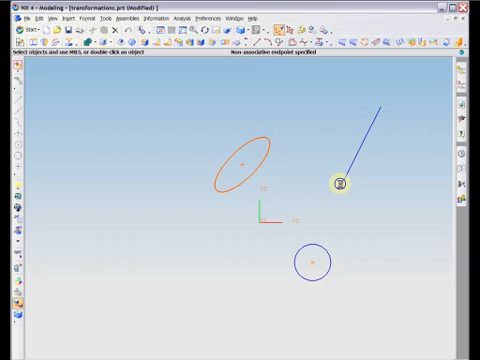 NX 4 - Modeling - [transformations.prt (Modified) ]
File Edit View Insert Format Tools Assemblies Information Analysis Preferences Window Help
Start
Select objects and use MB3, or double-click an object Non-associative endpoint specified
YC
XC